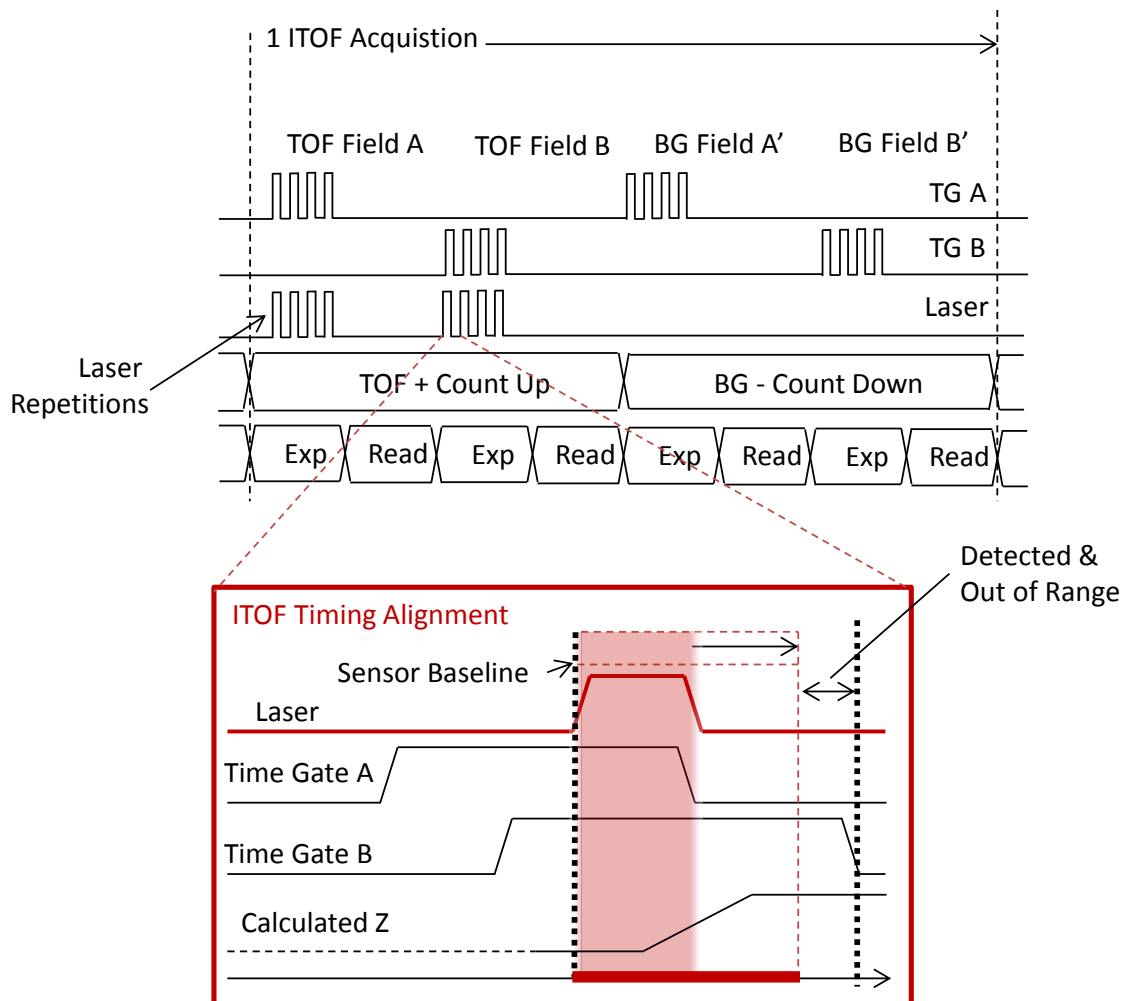 1 ITOF Acquistion
TOF Field A
TOF Field B
BG Field A’
BG Field B’
TG A
TG B
Laser
Laser
Repetitions
TOF + Count Up
BG - Count Down
Exp
Read
Exp
Read
Exp
Read
Exp
Read
Detected &
Out of Range
ITOF Timing Alignment
Sensor Baseline
Laser
Time Gate A
Time Gate B
Calculated Z